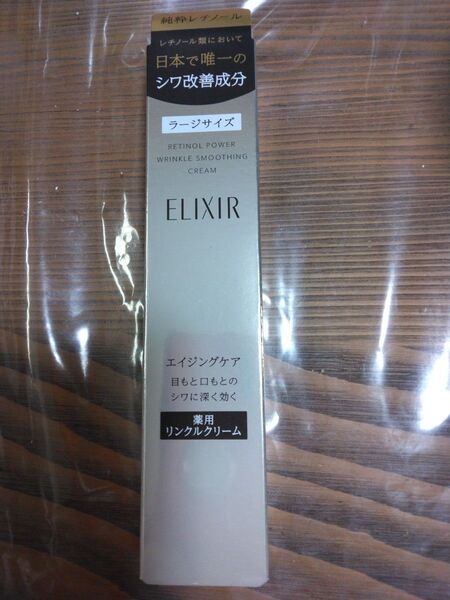 純粋レチノール
レチノール類において
日本で唯一の
シワ改善成分
ラージサイズ
RETINOL POWER
WRINKLE SMOOTHING
CREAM
ELIXIR
エイジングケア
目もと口もとの
シワに深く効く
薬用
リンクルクリーム